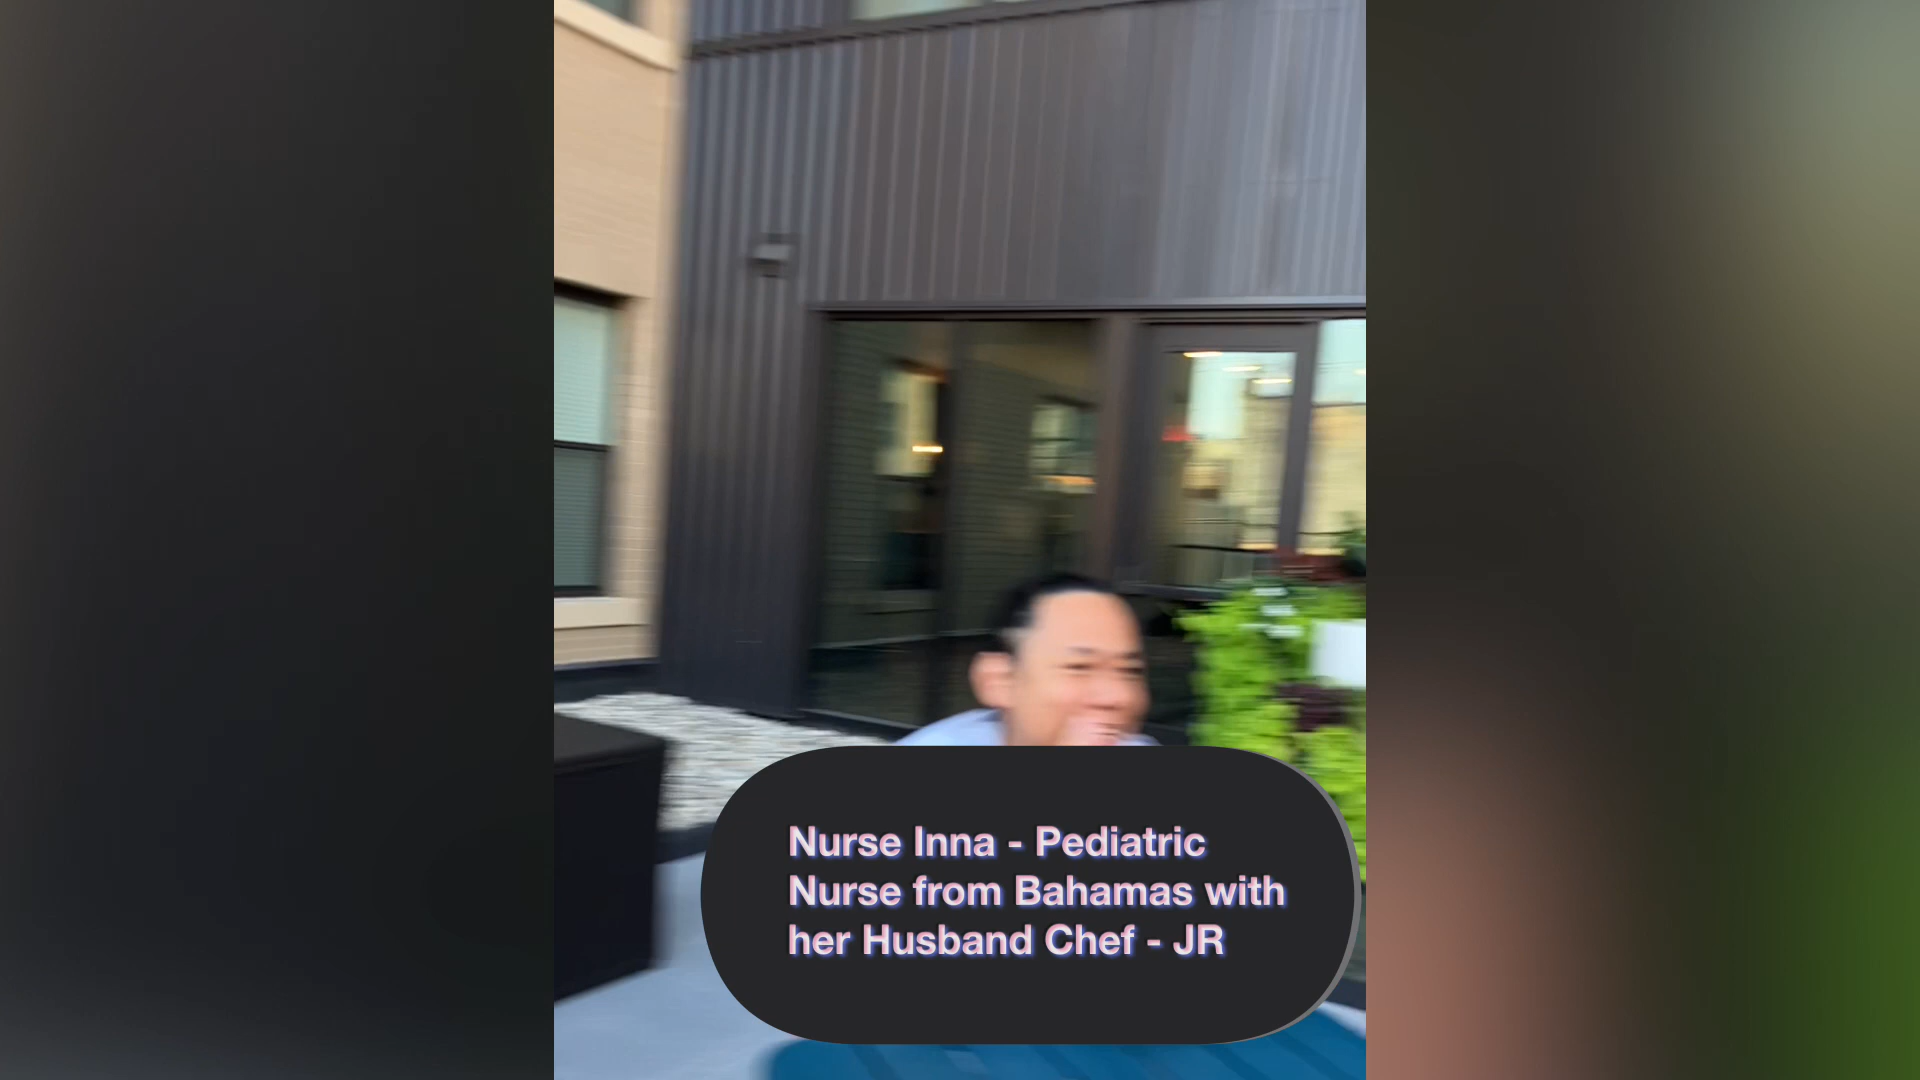 Nurse Inna - Pediatric
Nurse from Bahamas with
her Husband Chef - JR